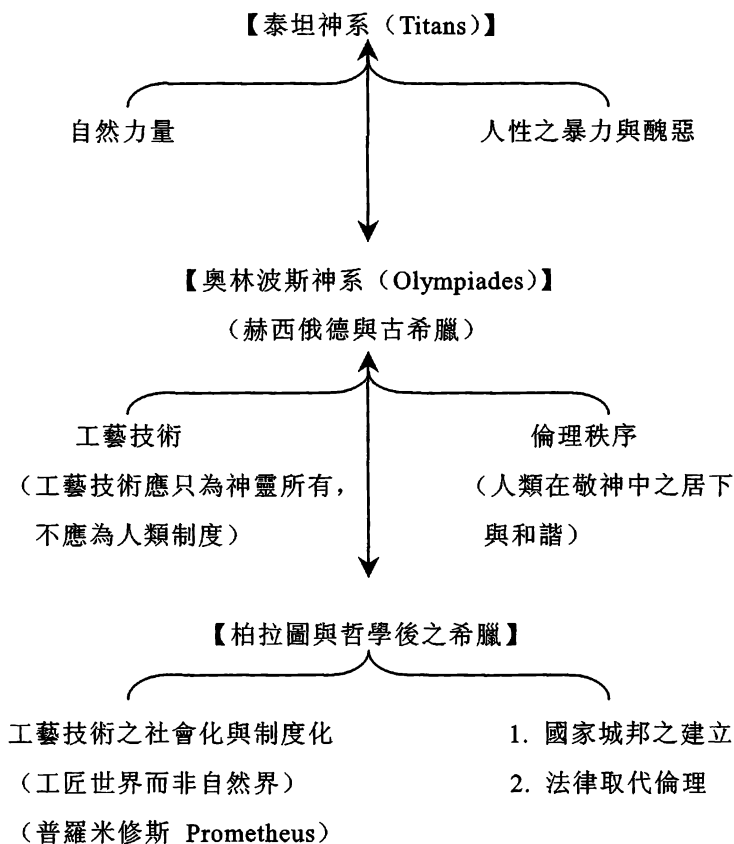 【泰坦神系（Titans）】
自然力量
人性之暴力與醜惡
【奧林波斯神系（Olympiades）】
（赫西俄德與古希臘）
工藝技術
倫理秩序
（工藝技術應只為神靈所有，
不應為人類制度）
（人類在敬神中之居下
與和諧）
【柏拉圖與哲學後之希臘】
工藝技術之社會化與制度化
（工匠世界而非自然界）
（普羅米修斯 Prometheus）
1. 國家城邦之建立
2. 法律取代倫理